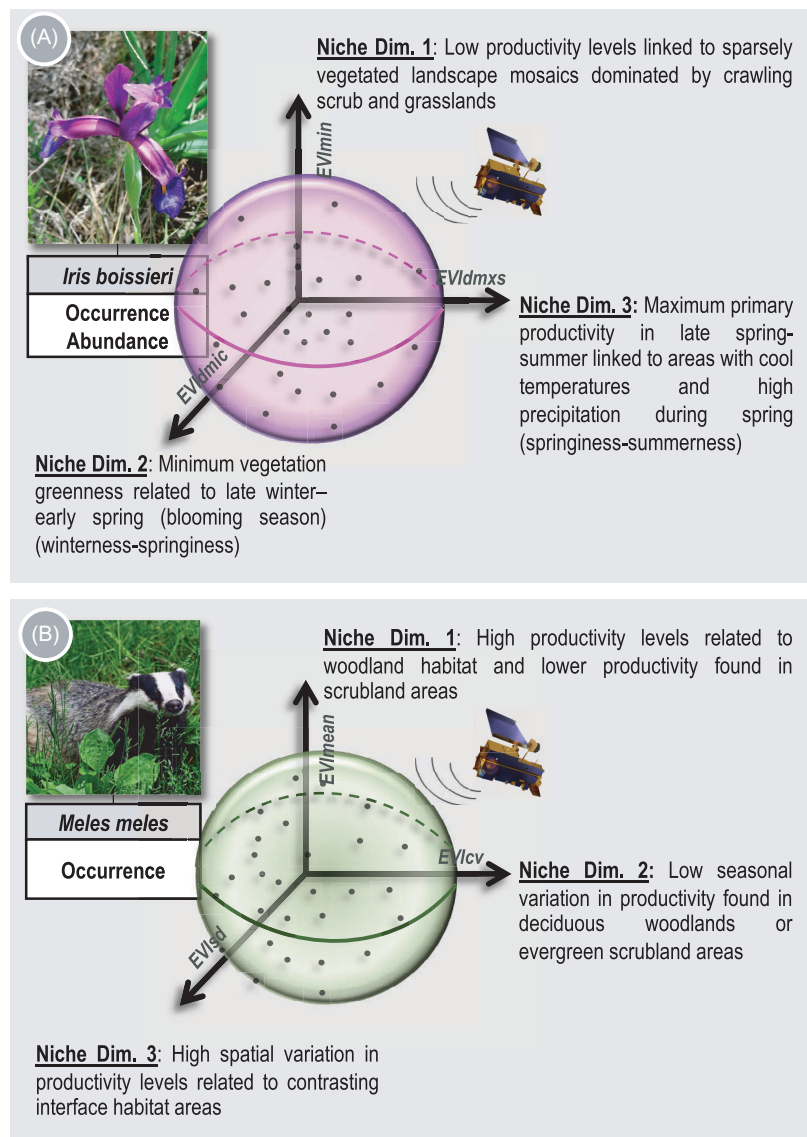 (A)
Niche Dim. 1: Low productivity levels linked to sparsely
vegetated landscape mosaics dominated by crawling
scrub and grasslands
EVImin
Iris boissieri
Occurrence
Abundance
EVIdmxs
EVIdmic
Niche Dim. 3: Maximum primary
productivity in late spring-
summer linked to areas with cool
temperatures and high
precipitation during spring
(springiness-summerness)
Niche Dim. 2: Minimum vegetation
greenness related to late winter–
early spring (blooming season)
(winterness-springiness)
(B)
Niche Dim. 1: High productivity levels related to
woodland habitat and lower productivity found in
scrubland areas
EVImean
Meles meles
Occurrence
EVIcv
EVIsd
Niche Dim. 2: Low seasonal
variation in productivity found in
deciduous woodlands or
evergreen scrubland areas
Niche Dim. 3: High spatial variation in
productivity levels related to contrasting
interface habitat areas